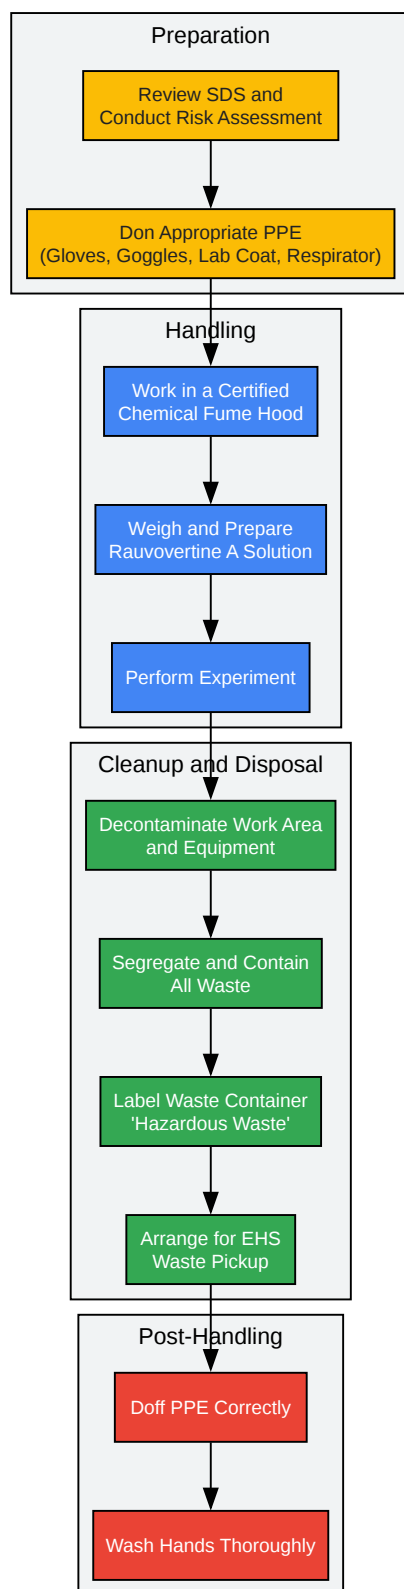 Preparation
Review SDS and
Conduct Risk Assessment
Don Appropriate PPE
(Gloves, Goggles, Lab Coat, Respirator)
Handling
Work in a Certified
Chemical Fume Hood
Weigh and Prepare
Rauvovertine A Solution
Perform Experiment
Cleanup and Disposal
Decontaminate Work Area
and Equipment
Segregate and Contain
All Waste
Label Waste Container
'Hazardous Waste'
Arrange for EHS
Waste Pickup
Post-Handling
Doff PPE Correctly
Wash Hands Thoroughly